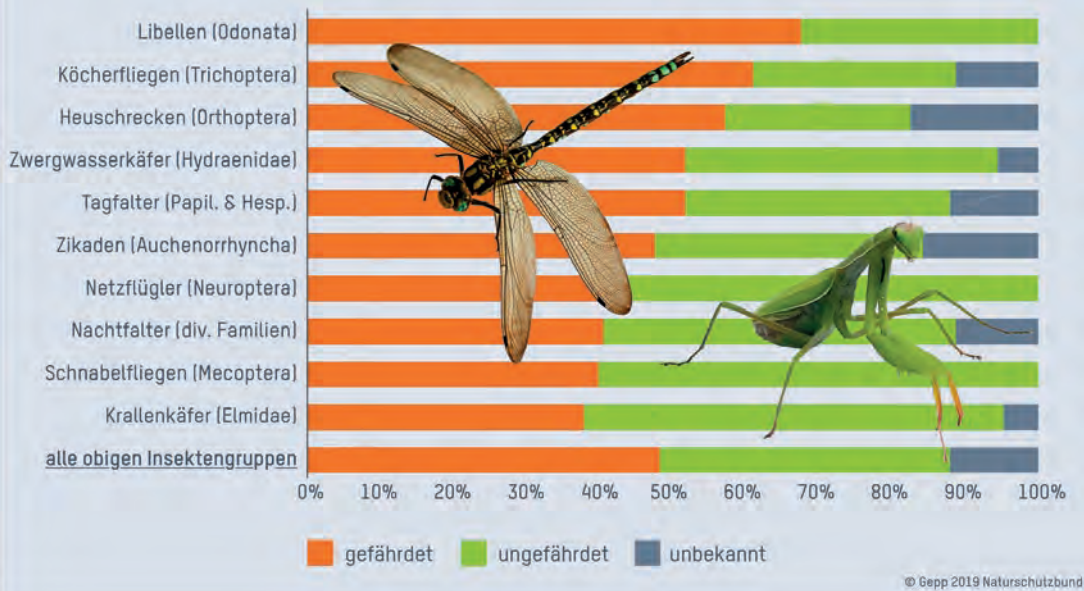 Libellen (Odonata)
Köcherfliegen (Trichoptera)
Heuschrecken (Orthoptera)
Zwergwasserkäfer (Hydraenidae)
Tagfalter (Papil. & Hesp.)
Zikaden (Auchenorrhyncha)
Netzflügler (Neuroptera)
Nachtfalter (div. Familien)
Schnabelfliegen (Mecoptera)
Krallenkäfer (Elmidae)
alle obigen Insektengruppen
0% 10% 20% 30% 40% 50% 60% 70% 80% 90% 100%
gefährdet ungefährdet unbekannt
© Gepp 2019 Naturschutzbund